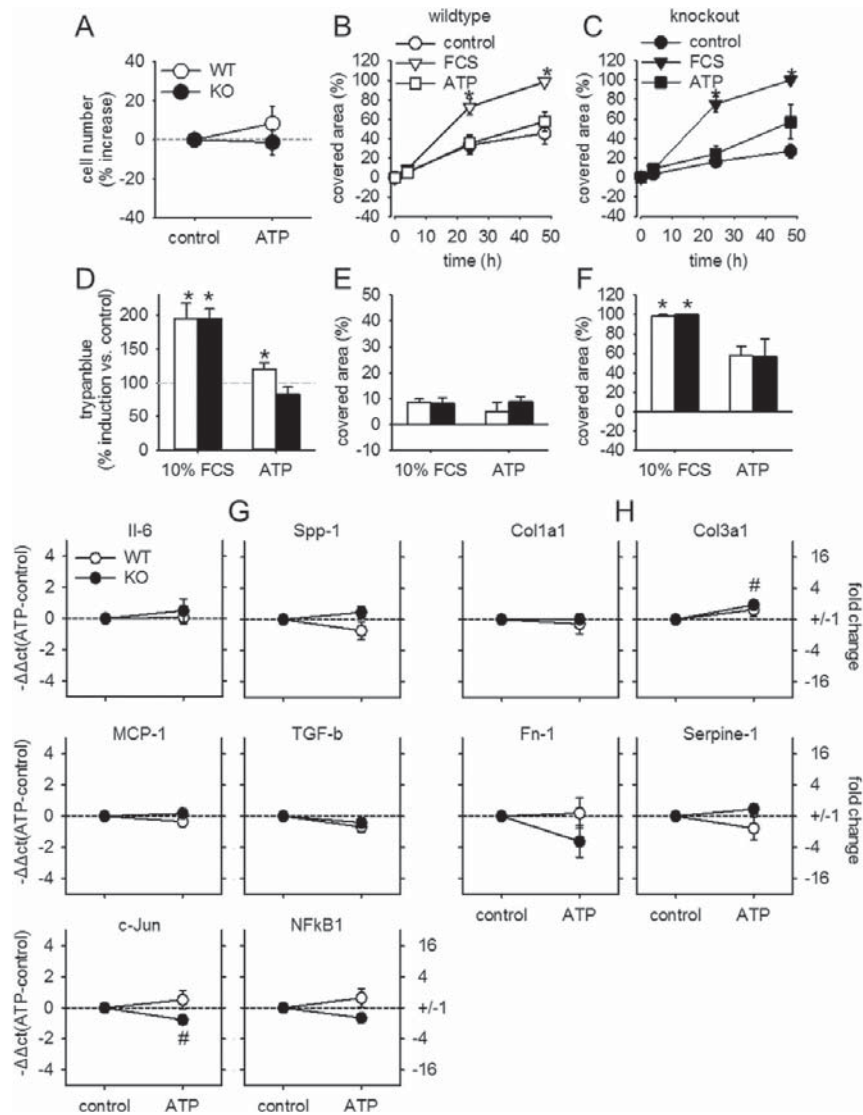 A
WT
KO
cell number
(% increase)
40
20
0
-20
-40
control
ATP
B
wildtype
control
FCS
ATP
covered area (%)
120
100
80
60
40
20
0
-20
-40
*
*
0 10 20 30 40 50
time (h)
C
knockout
control
FCS
ATP
covered area (%)
120
100
80
60
40
20
0
-20
-40
*
*
0 10 20 30 40 50
time (h)
D
trypanblue
(% induction vs. control)
200
150
100
50
0
* *
*
10% FCS
ATP
E
covered area (%)
50
40
30
20
10
0
-10
10% FCS
ATP
F
covered area (%)
120
100
80
60
40
20
0
-20
-40
* *
10% FCS
ATP
G
H
Il-6
Spp-1
Col1a1
Col3a1
WT
KO
-ΔΔct(ATP-control)
4
2
0
-2
-4
#
16
4
+/-1
-4
-16
fold change
MCP-1
TGF-b
Fn-1
Serpine-1
-ΔΔct(ATP-control)
4
2
0
-2
-4
16
4
+/-1
-4
-16
fold change
control
ATP
control
ATP
c-Jun
NFkB1
-ΔΔct(ATP-control)
4
2
0
-2
-4
#
16
4
+/-1
-4
-16
control
ATP
control
ATP